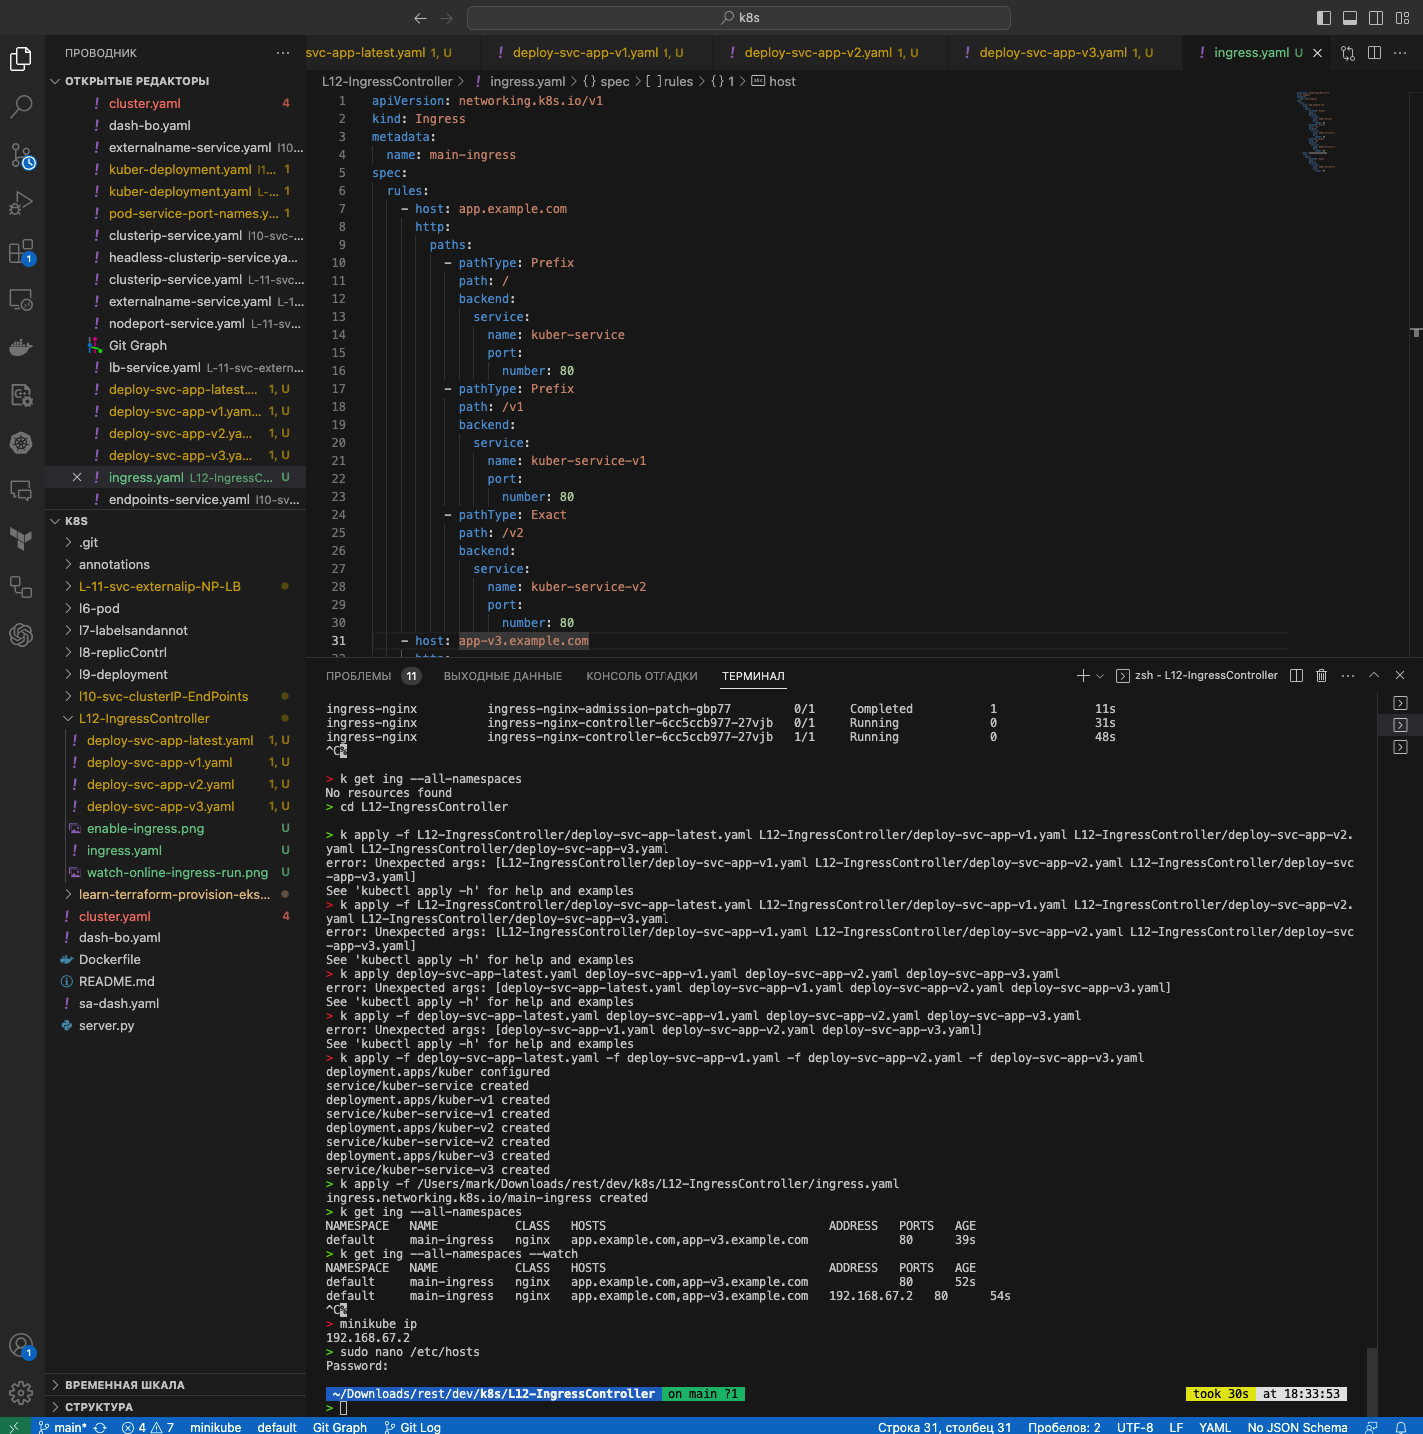 k8s
ПРОВОДНИК
svc-app-latest.yaml 1, U
deploy-svc-app-v1.yaml 1, U
deploy-svc-app-v2.yaml 1, U
deploy-svc-app-v3.yaml 1, U
ingress.yaml U
L12-IngressController > ingress.yaml > {} spec > [ ] rules > {} 1 > host
ОТКРЫТЫЕ РЕДАКТОРЫ
cluster.yaml 4
dash-bo.yaml
externalname-service.yaml l10...
kuber-deployment.yaml l1... 1
kuber-deployment.yaml L-... 1
pod-service-port-names.y... 1
clusterip-service.yaml l10-svc-...
headless-clusterip-service.ya...
clusterip-service.yaml L-11-svc...
externalname-service.yaml L-1...
nodeport-service.yaml L-11-sv...
Git Graph
lb-service.yaml L-11-svc-extern...
deploy-svc-app-latest.... 1, U
deploy-svc-app-v1.yam... 1, U
deploy-svc-app-v2.ya... 1, U
deploy-svc-app-v3.ya... 1, U
ingress.yaml L12-IngressC... U
endpoints-service.yaml l10-sv...
K8S
.git
annotations
L-11-svc-externalip-NP-LB
l6-pod
l7-labelsandannot
l8-replicContrl
l9-deployment
l10-svc-clusterIP-EndPoints
L12-IngressController
deploy-svc-app-latest.yaml 1, U
deploy-svc-app-v1.yaml 1, U
deploy-svc-app-v2.yaml 1, U
deploy-svc-app-v3.yaml 1, U
enable-ingress.png U
ingress.yaml U
watch-online-ingress-run.png U
learn-terraform-provision-eks...
cluster.yaml 4
dash-bo.yaml
Dockerfile
README.md
sa-dash.yaml
server.py
ВРЕМЕННАЯ ШКАЛА
СТРУКТУРА
1 apiVersion: networking.k8s.io/v1
2 kind: Ingress
3 metadata:
4 name: main-ingress
5 spec:
6 rules:
7 - host: app.example.com
8 http:
9 paths:
10 - pathType: Prefix
11 path: /
12 backend:
13 service:
14 name: kuber-service
15 port:
16 number: 80
17 - pathType: Prefix
18 path: /v1
19 backend:
20 service:
21 name: kuber-service-v1
22 port:
23 number: 80
24 - pathType: Exact
25 path: /v2
26 backend:
27 service:
28 name: kuber-service-v2
29 port:
30 number: 80
31 - host: app-v3.example.com
32 http:
ПРОБЛЕМЫ 11 ВЫХОДНЫЕ ДАННЫЕ КОНСОЛЬ ОТЛАДКИ ТЕРМИНАЛ
zsh - L12-IngressController
ingress-nginx ingress-nginx-admission-patch-gbp77 0/1 Completed 1 11s
ingress-nginx ingress-nginx-controller-6cc5ccb977-27vjb 0/1 Running 0 31s
ingress-nginx ingress-nginx-controller-6cc5ccb977-27vjb 1/1 Running 0 48s
^C%
> k get ing --all-namespaces
No resources found
> cd L12-IngressController
> k apply -f L12-IngressController/deploy-svc-app-latest.yaml L12-IngressController/deploy-svc-app-v1.yaml L12-IngressController/deploy-svc-app-v2.
yaml L12-IngressController/deploy-svc-app-v3.yaml
error: Unexpected args: [L12-IngressController/deploy-svc-app-v1.yaml L12-IngressController/deploy-svc-app-v2.yaml L12-IngressController/deploy-svc
-app-v3.yaml]
See 'kubectl apply -h' for help and examples
> k apply -f L12-IngressController/deploy-svc-app-latest.yaml L12-IngressController/deploy-svc-app-v1.yaml L12-IngressController/deploy-svc-app-v2.
yaml L12-IngressController/deploy-svc-app-v3.yaml
error: Unexpected args: [L12-IngressController/deploy-svc-app-v1.yaml L12-IngressController/deploy-svc-app-v2.yaml L12-IngressController/deploy-svc
-app-v3.yaml]
See 'kubectl apply -h' for help and examples
> k apply deploy-svc-app-latest.yaml deploy-svc-app-v1.yaml deploy-svc-app-v2.yaml deploy-svc-app-v3.yaml
error: Unexpected args: [deploy-svc-app-latest.yaml deploy-svc-app-v1.yaml deploy-svc-app-v2.yaml deploy-svc-app-v3.yaml]
See 'kubectl apply -h' for help and examples
> k apply -f deploy-svc-app-latest.yaml deploy-svc-app-v1.yaml deploy-svc-app-v2.yaml deploy-svc-app-v3.yaml
error: Unexpected args: [deploy-svc-app-v1.yaml deploy-svc-app-v2.yaml deploy-svc-app-v3.yaml]
See 'kubectl apply -h' for help and examples
> k apply -f deploy-svc-app-latest.yaml -f deploy-svc-app-v1.yaml -f deploy-svc-app-v2.yaml -f deploy-svc-app-v3.yaml
deployment.apps/kuber configured
service/kuber-service created
deployment.apps/kuber-v1 created
service/kuber-service-v1 created
deployment.apps/kuber-v2 created
service/kuber-service-v2 created
deployment.apps/kuber-v3 created
service/kuber-service-v3 created
> k apply -f /Users/mark/Downloads/rest/dev/k8s/L12-IngressController/ingress.yaml
ingress.networking.k8s.io/main-ingress created
> k get ing --all-namespaces
NAMESPACE NAME CLASS HOSTS ADDRESS PORTS AGE
default main-ingress nginx app.example.com,app-v3.example.com 80 39s
> k get ing --all-namespaces --watch
NAMESPACE NAME CLASS HOSTS ADDRESS PORTS AGE
default main-ingress nginx app.example.com,app-v3.example.com 80 52s
default main-ingress nginx app.example.com,app-v3.example.com 192.168.67.2 80 54s
^C%
> minikube ip
192.168.67.2
> sudo nano /etc/hosts
Password:
~/Downloads/rest/dev/k8s/L12-IngressController on main ?1 took 30s at 18:33:53
>
main* 4 7 minikube default Git Graph Git Log Строка 31, столбец 31 Пробелов: 2 UTF-8 LF YAML No JSON Schema